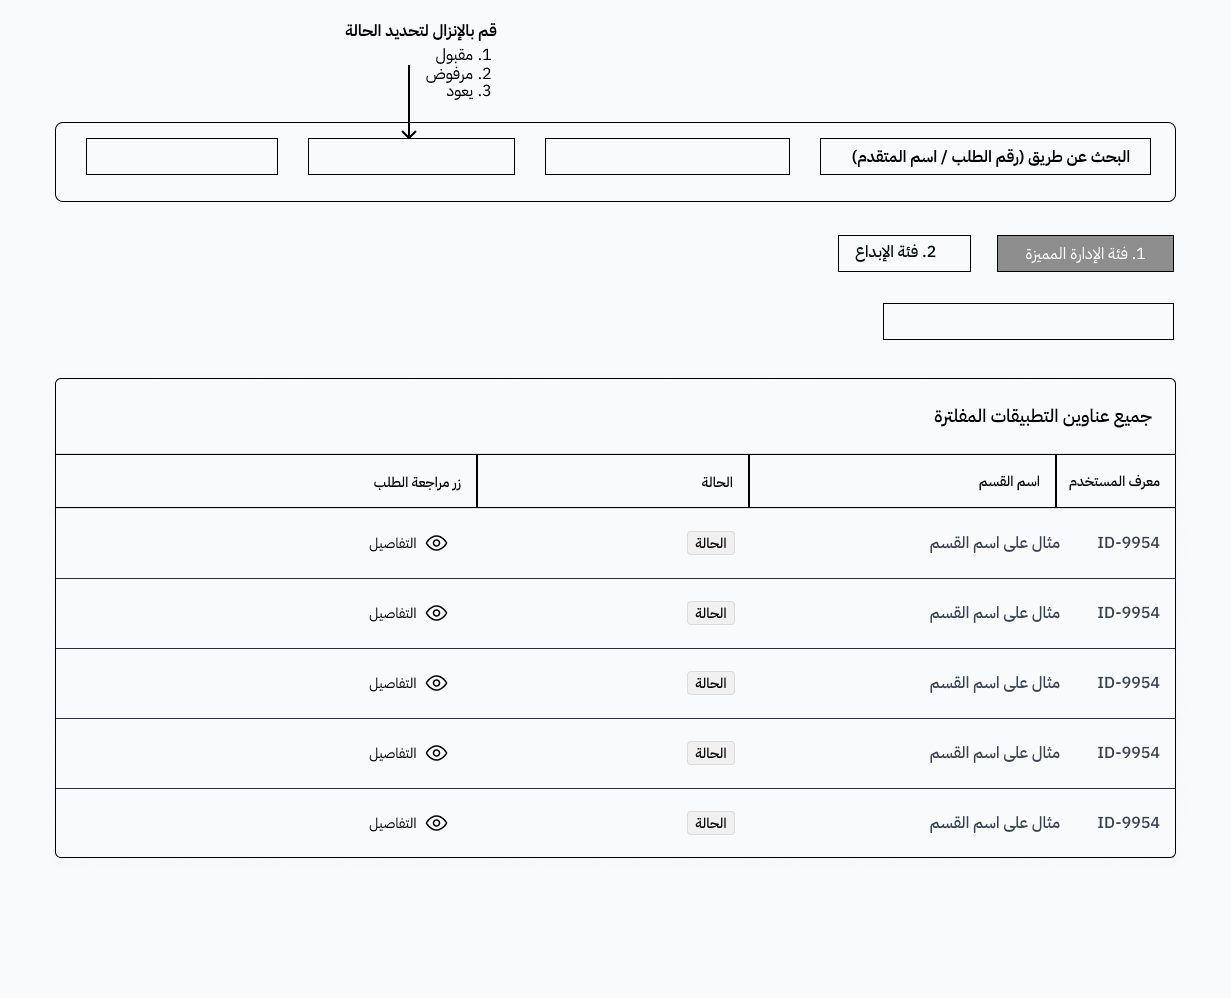 قم بالإنزال لتحديد الحالة
1. مقبول
2. مرفوض
3. يعود
البحث عن طريق (رقم الطلب / اسم المتقدم)
1. فئة الإدارة المميزة
2. فئة الإبداع
جميع عناوين التطبيقات المفلترة
معرف المستخدم اسم القسم الحالة زر مراجعة الطلب
ID-9954 مثال على اسم القسم الحالة التفاصيل
ID-9954 مثال على اسم القسم الحالة التفاصيل
ID-9954 مثال على اسم القسم الحالة التفاصيل
ID-9954 مثال على اسم القسم الحالة التفاصيل
ID-9954 مثال على اسم القسم الحالة التفاصيل